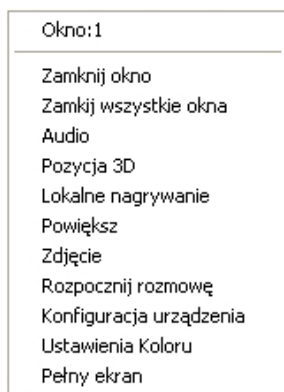 Okno:1
Zamknij okno
Zamkij wszystkie okna
Audio
Pozycja 3D
Lokalne nagrywanie
Powiększ
Zdjęcie
Rozpocznij rozmowę
Konfiguracja urządzenia
Ustawienia Koloru
Pełny ekran